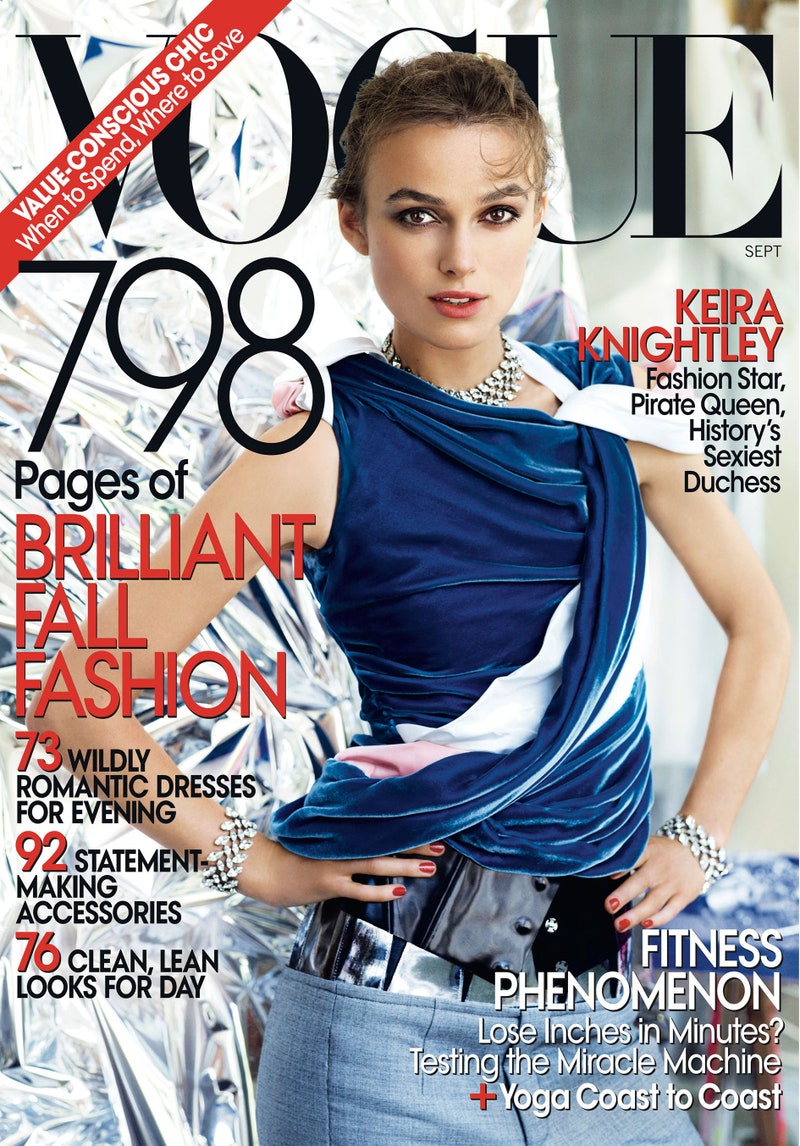 VALUE-CONSCIOUS CHIC
When to Spend, Where to Save
VOGUE
SEPT
798
Pages of
BRILLIANT
FALL
FASHION
73 WILDLY
ROMANTIC DRESSES
FOR EVENING
92 STATEMENT-
MAKING
ACCESSORIES
76 CLEAN, LEAN
LOOKS FOR DAY
KEIRA
KNIGHTLEY
Fashion Star,
Pirate Queen,
History's
Sexiest
Duchess
FITNESS
PHENOMENON
Lose Inches in Minutes?
Testing the Miracle Machine
+Yoga Coast to Coast